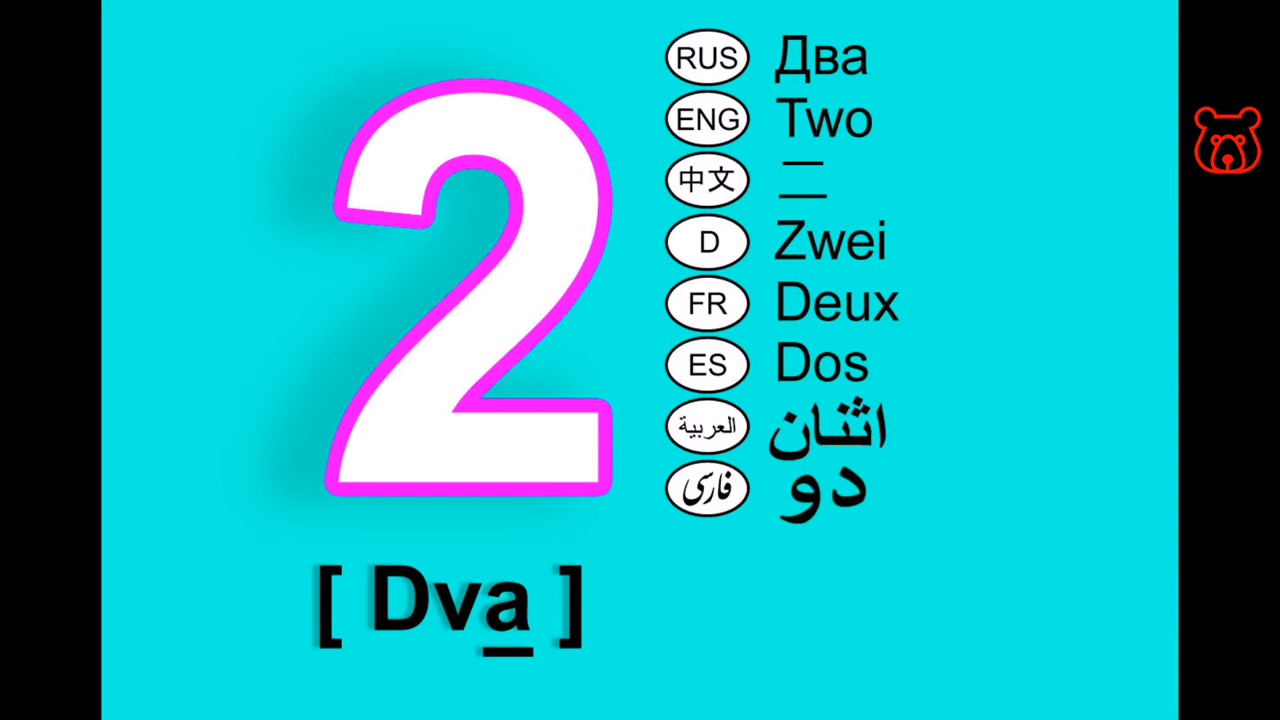 2
[ Dva ]
RUS Два
ENG Two
中文 二
D Zwei
FR Deux
ES Dos
العربية اثنان
فارسی دو